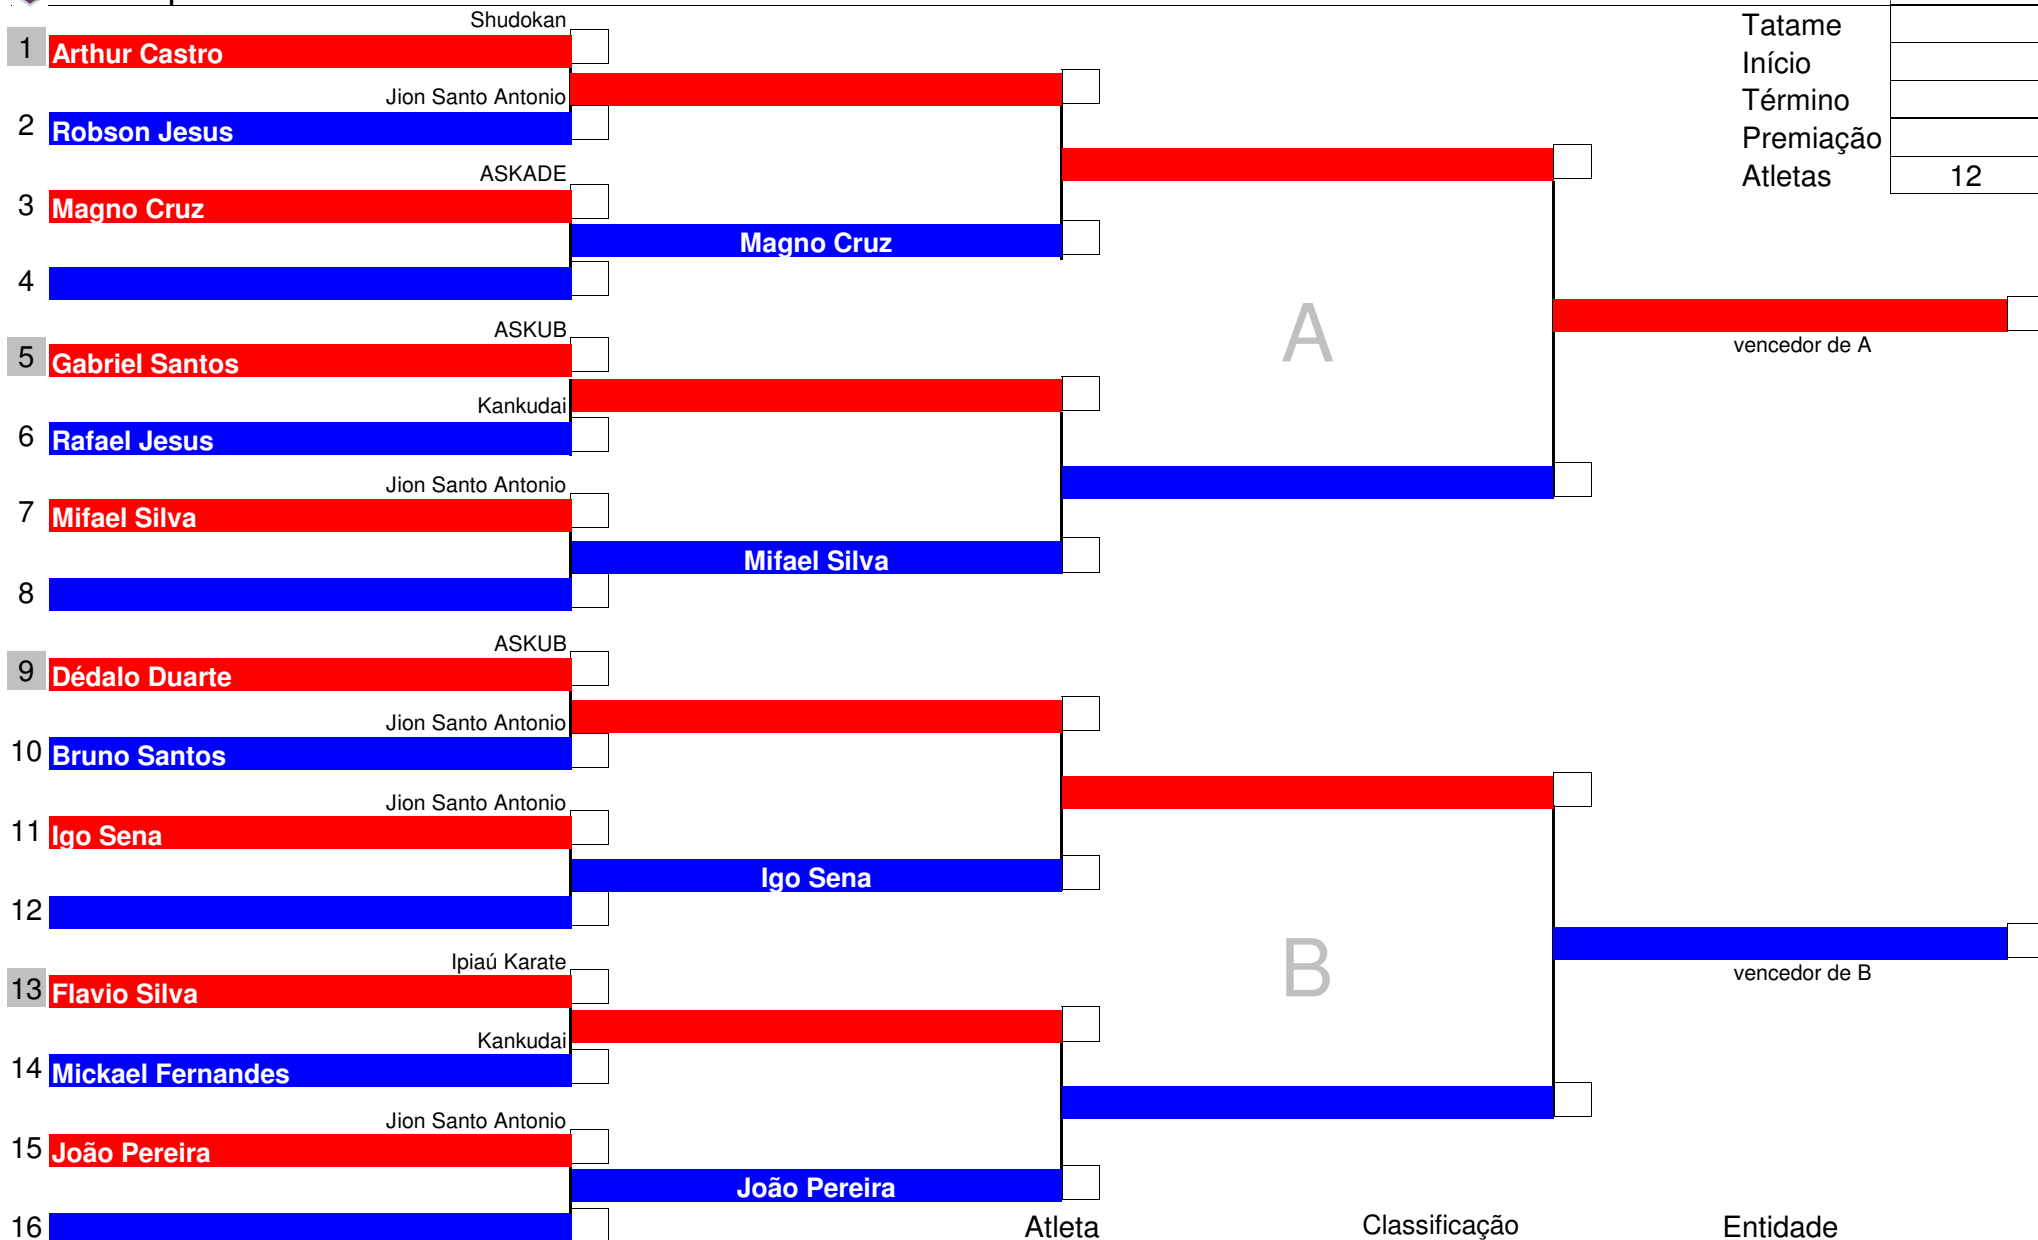 Shudokan
Tatame
1 Arthur Castro
Início
Jion Santo Antonio
Término
2 Robson Jesus
Premiação
ASKADE
Atletas 12
3 Magno Cruz
Magno Cruz
4
A
ASKUB
vencedor de A
5 Gabriel Santos
Kankudai
6 Rafael Jesus
Jion Santo Antonio
7 Mifael Silva
Mifael Silva
8
ASKUB
9 Dédalo Duarte
Jion Santo Antonio
10 Bruno Santos
Jion Santo Antonio
11 Igo Sena
Igo Sena
12
B
Ipiaú Karate
vencedor de B
13 Flavio Silva
Kankudai
14 Mickael Fernandes
Jion Santo Antonio
15 João Pereira
João Pereira
16
Atleta Classificação Entidade